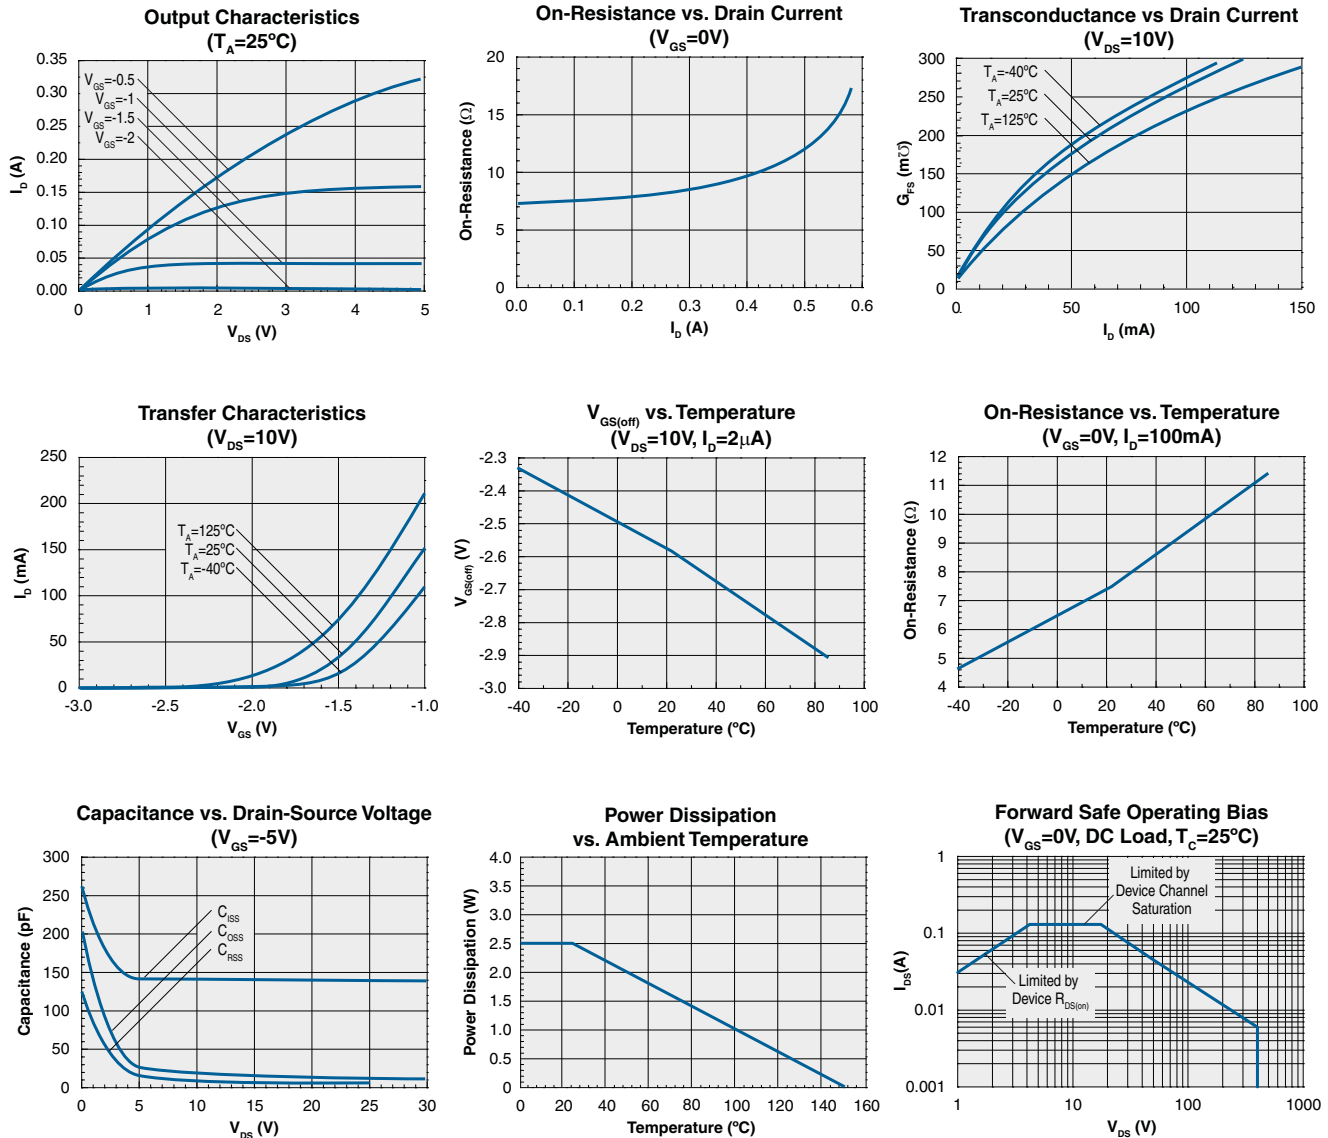 Output Characteristics
(TA=25ºC)
0.35
0.30
0.25
0.20
0.15
0.10
0.05
0.00
ID (A)
VGS=-0.5
VGS=-1
VGS=-1.5
VGS=-2
0 1 2 3 4 5
VDS (V)
On-Resistance vs. Drain Current
(VGS=0V)
20
15
10
5
0
On-Resistance (Ω)
0.0 0.1 0.2 0.3 0.4 0.5 0.6
ID (A)
Transconductance vs Drain Current
(VDS=10V)
300
250
200
150
100
50
0
GFS (m℧)
TA=-40ºC
TA=25ºC
TA=125ºC
0 50 100 150
ID (mA)
Transfer Characteristics
(VDS=10V)
250
200
150
100
50
0
ID (mA)
TA=125ºC
TA=25ºC
TA=-40ºC
-3.0 -2.5 -2.0 -1.5 -1.0
VGS (V)
VGS(off) vs. Temperature
(VDS=10V, ID=2μA)
-2.3
-2.4
-2.5
-2.6
-2.7
-2.8
-2.9
-3.0
VGS(off) (V)
-40 -20 0 20 40 60 80 100
Temperature (ºC)
On-Resistance vs. Temperature
(VGS=0V, ID=100mA)
12
11
10
9
8
7
6
5
4
On-Resistance (Ω)
-40 -20 0 20 40 60 80 100
Temperature (ºC)
Capacitance vs. Drain-Source Voltage
(VGS=-5V)
300
250
200
150
100
50
0
Capacitance (pF)
CISS
COSS
CRSS
0 5 10 15 20 25 30
VDS (V)
Power Dissipation
vs. Ambient Temperature
4.0
3.5
3.0
2.5
2.0
1.5
1.0
0.5
0
Power Dissipation (W)
0 20 40 60 80 100 120 140 160
Temperature (ºC)
Forward Safe Operating Bias
(VGS=0V, DC Load, TC=25ºC)
1
0.1
0.01
0.001
IDS(A)
Limited by
Device Channel
Saturation
Limited by
Device RDS(on)
1 10 100 1000
VDS (V)